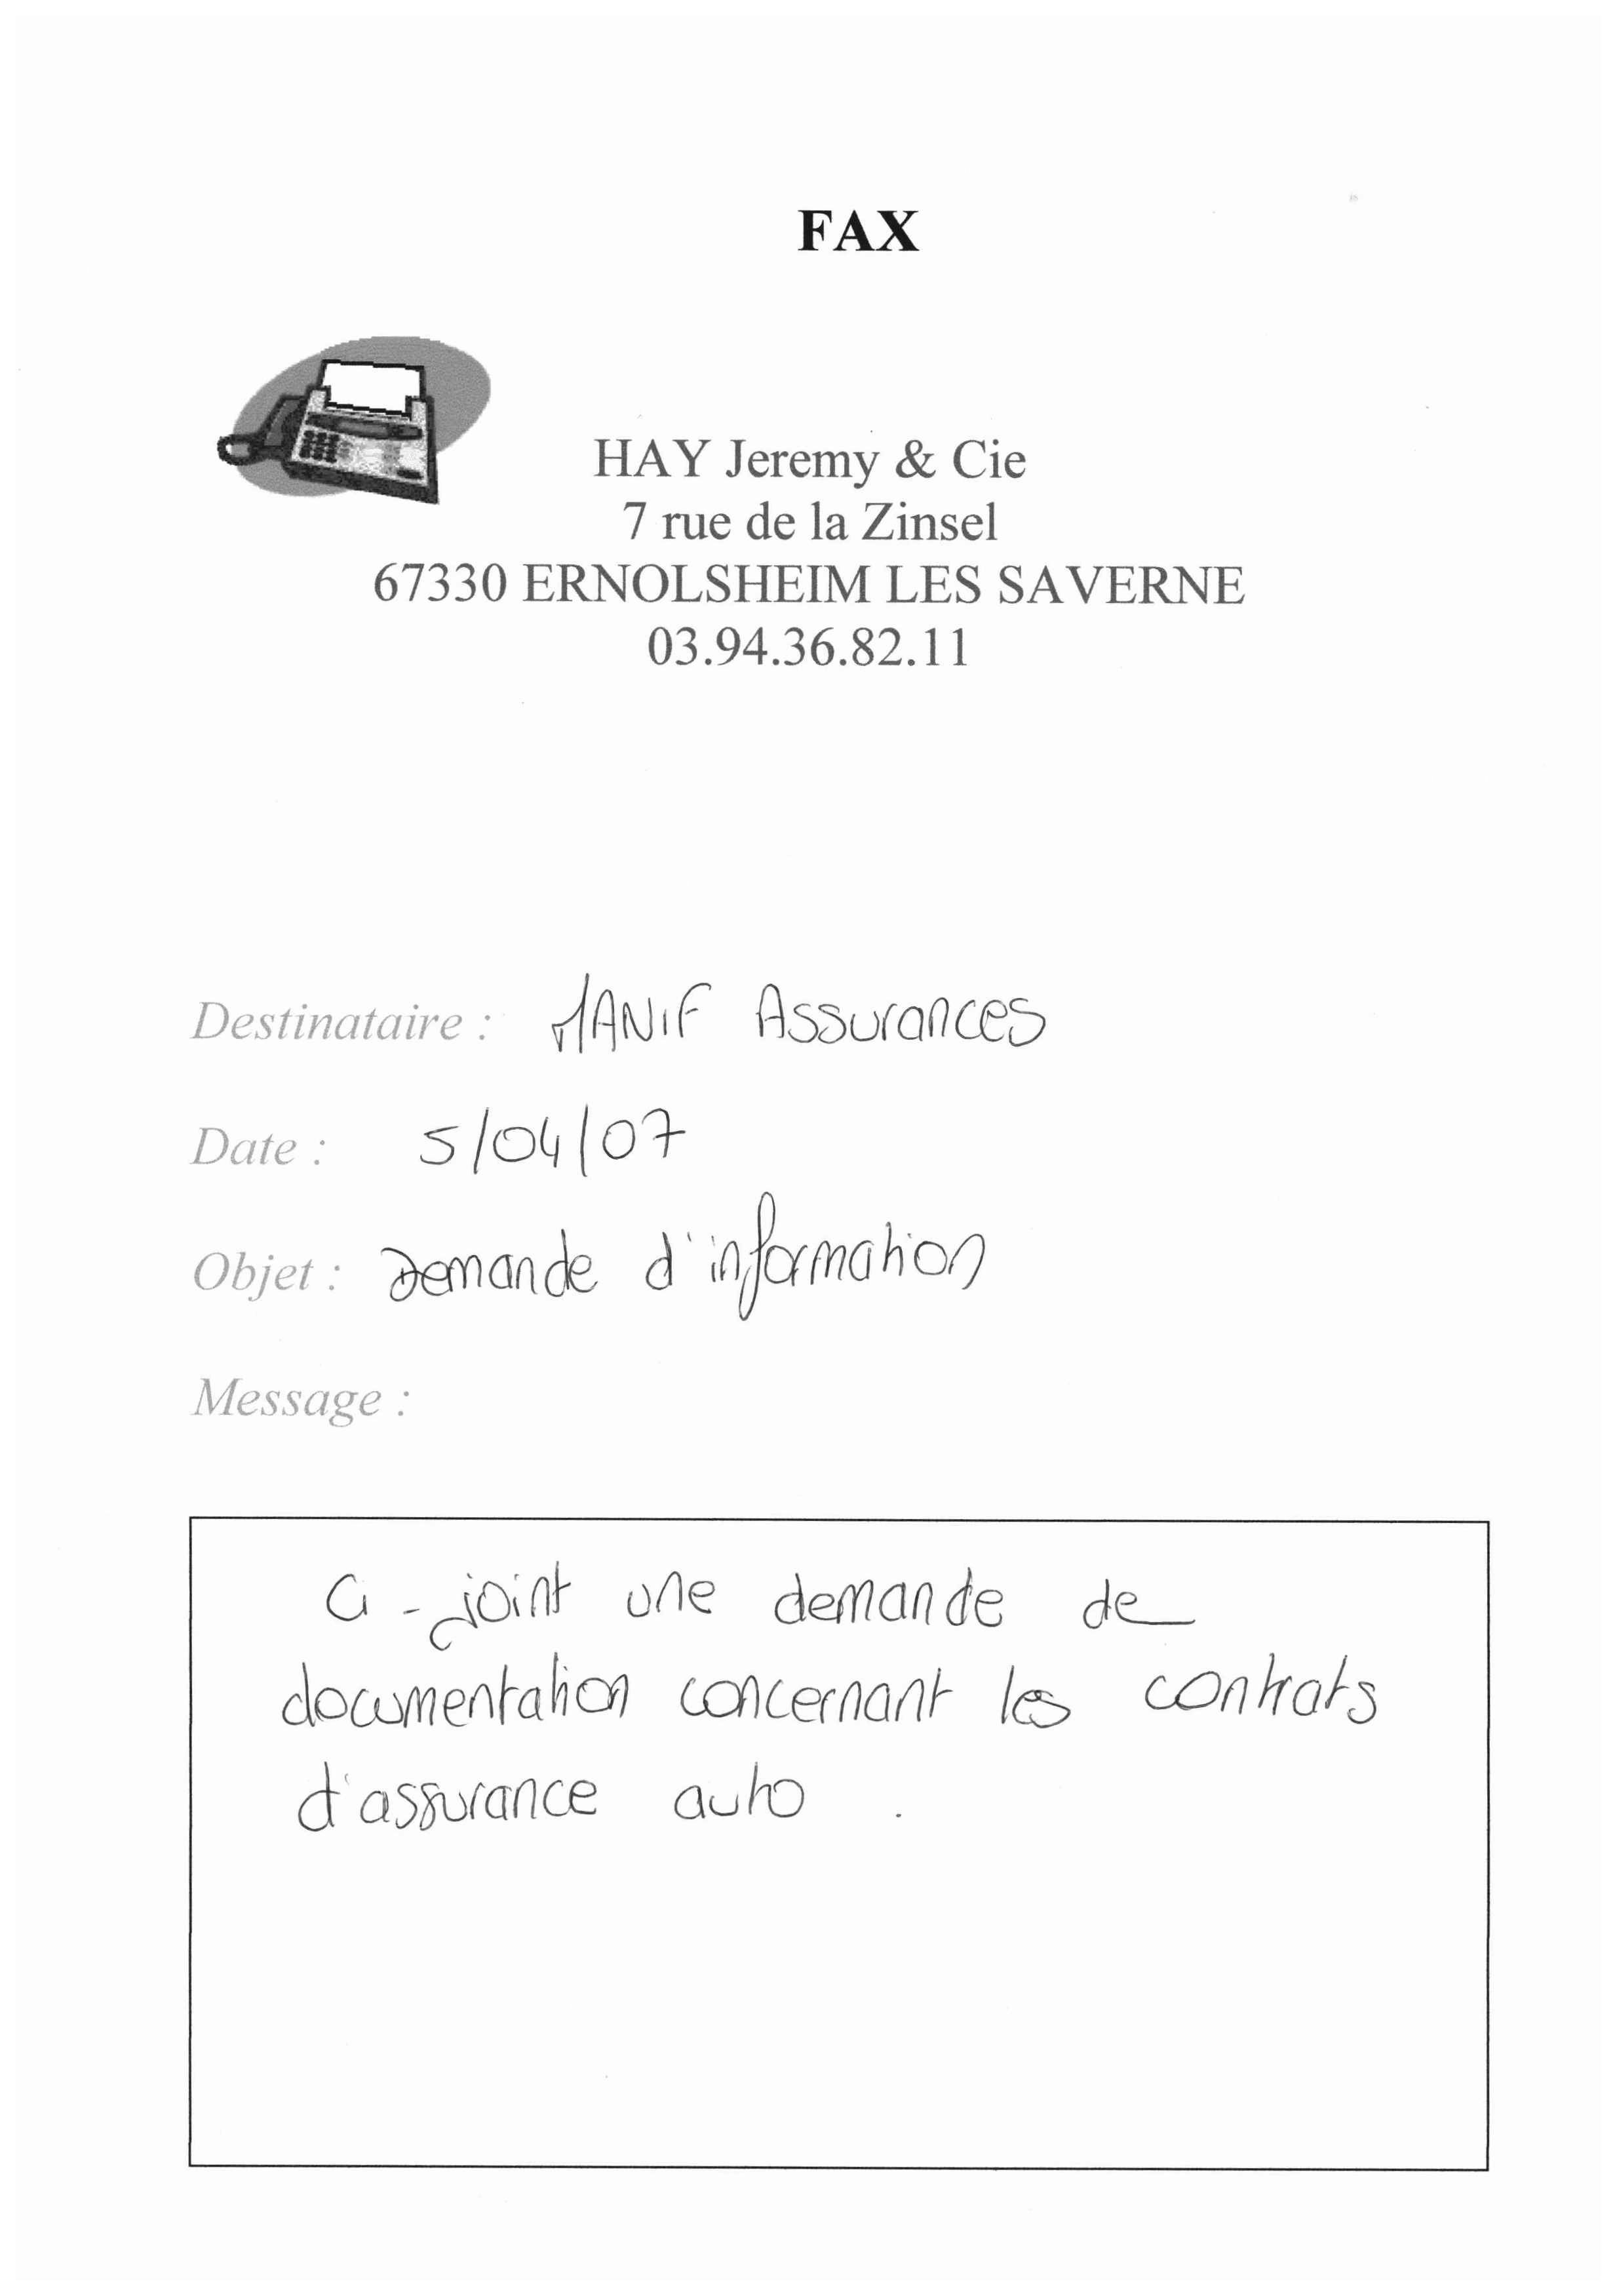 FAX
HAY Jeremy & Cie
7 rue de la Zinsel
67330 ERNOLSHEIM LES SAVERNE
03.94.36.82.11
Destinataire : MANIF Assurances
Date : 5/04/07
Objet : Demande d'information
Message :
Ci-joint une demande de
documentation concernant les contrats
d'assurance auto .